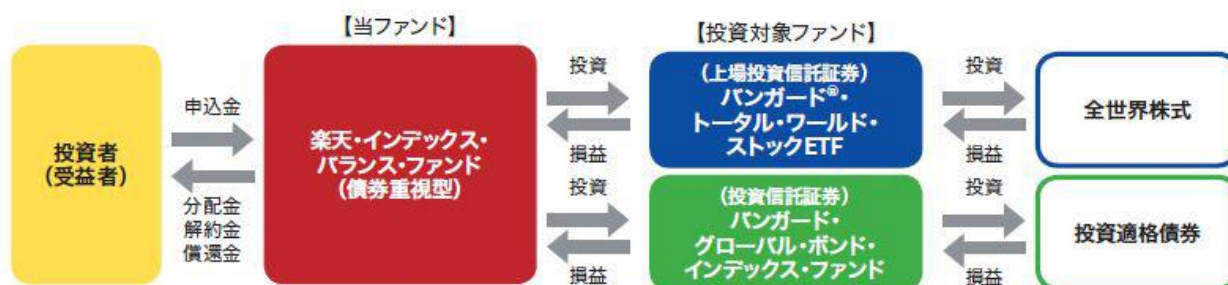 【当ファンド】
【投資対象ファンド】
投資者
(受益者)
申込金
分配金
解約金
償還金
楽天・インデックス・
バランス・ファンド
(債券重視型)
投資
損益
投資
損益
(上場投資信託証券)
バンガード®・
トータル・ワールド・
ストックETF
(投資信託証券)
バンガード・
グローバル・ボンド・
インデックス・ファンド
投資
損益
投資
損益
全世界株式
投資適格債券